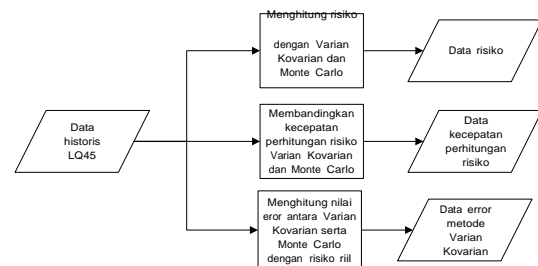 Menghitung risiko
dengan Varian
Kovarian dan
Monte Carlo
Data risiko
Data
historis
LQ45
Membandingkan
kecepatan
perhitungan risiko
Varian Kovarian
dan Monte Carlo
Data
kecepatan
perhitungan
risiko
Menghitung nilai
eror antara Varian
Kovarian serta
Monte Carlo
dengan risiko riil
Data error
metode
Varian
Kovarian